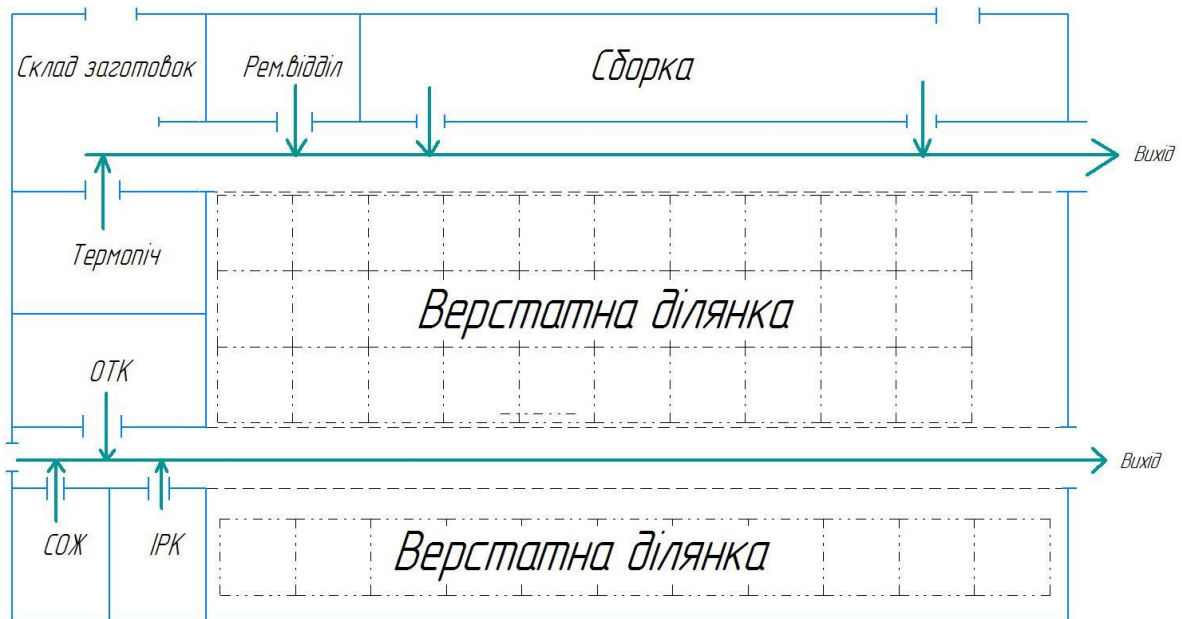 Склад заготовок
Рем.відділ
Сборка
Вихід
Термопіч
Верстатна ділянка
ОТК
Вихід
СОЖ
ІРК
Верстатна ділянка